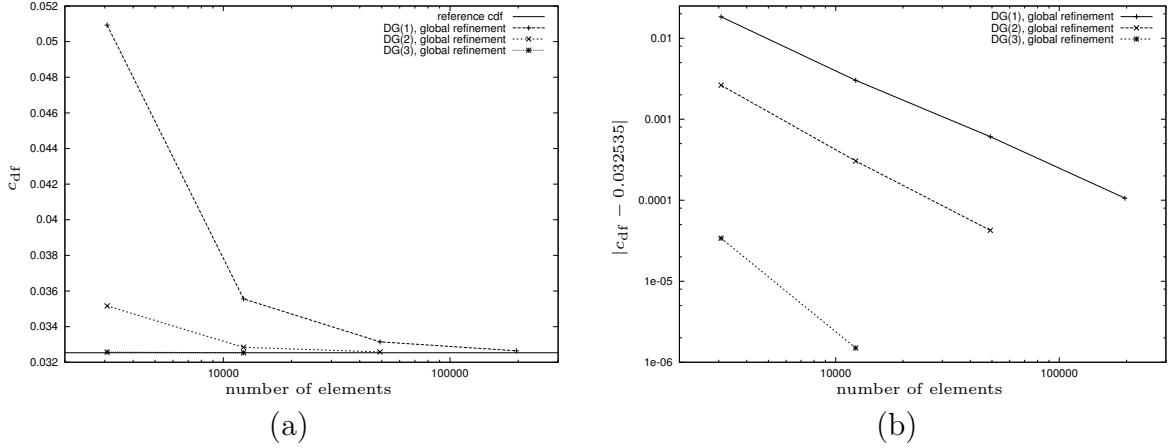 0.052
0.05
0.048
0.046
0.044
0.042
0.04
0.038
0.036
0.034
0.032
c_df
reference cdf
DG(1), global refinement
DG(2), global refinement
DG(3), global refinement
10000
100000
number of elements
(a)
0.01
0.001
0.0001
1e-05
1e-06
|c_df − 0.032535|
DG(1), global refinement
DG(2), global refinement
DG(3), global refinement
10000
100000
number of elements
(b)